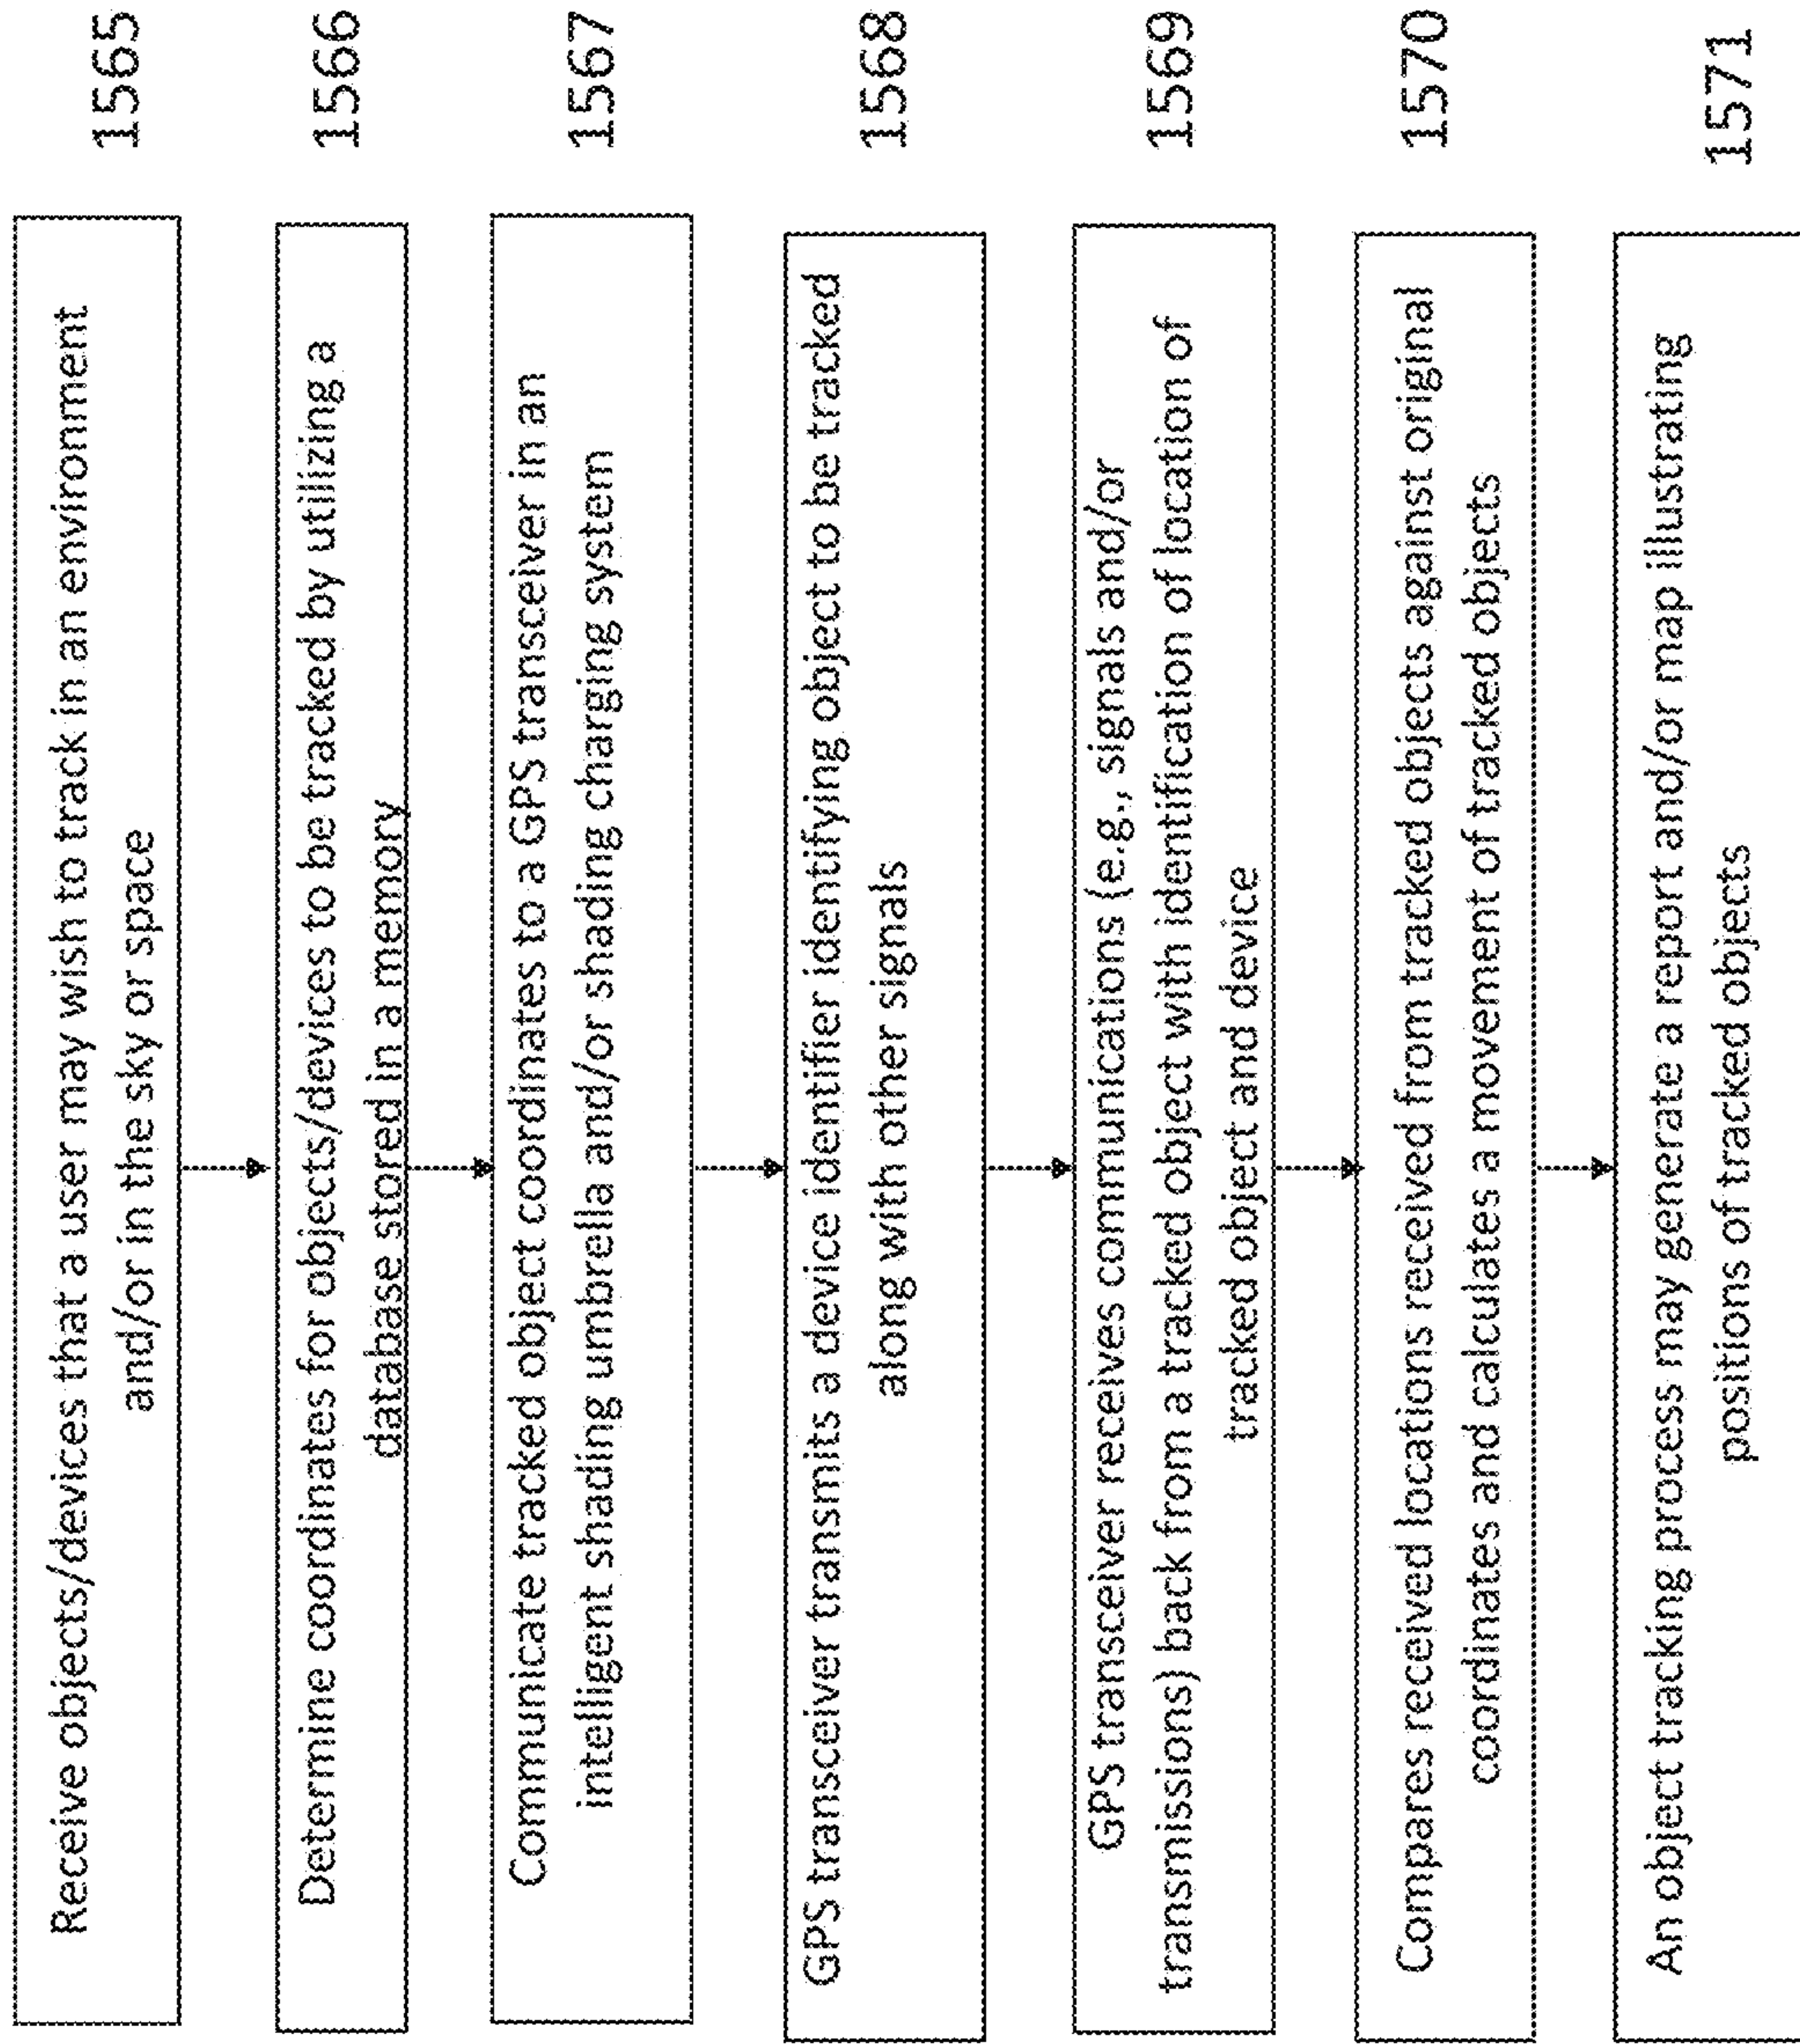 Receive objects/devices that a user may wish to track in an environment
and/or in the sky or space
1565
Determine coordinates for objects/devices to be tracked by utilizing a
database stored in a memory
1566
Communicate tracked object coordinates to a GPS transceiver in an
intelligent shading umbrella and/or shading charging system
1567
GPS transceiver transmits a device identifier identifying object to be tracked
along with other signals
1568
GPS transceiver receives communications (e.g., signals and/or
transmissions) back from a tracked object with identification of location of
tracked object and device
1569
Compares received locations received from tracked objects against original
coordinates and calculates a movement of tracked objects
1570
An object tracking process may generate a report and/or map illustrating
positions of tracked objects
1571